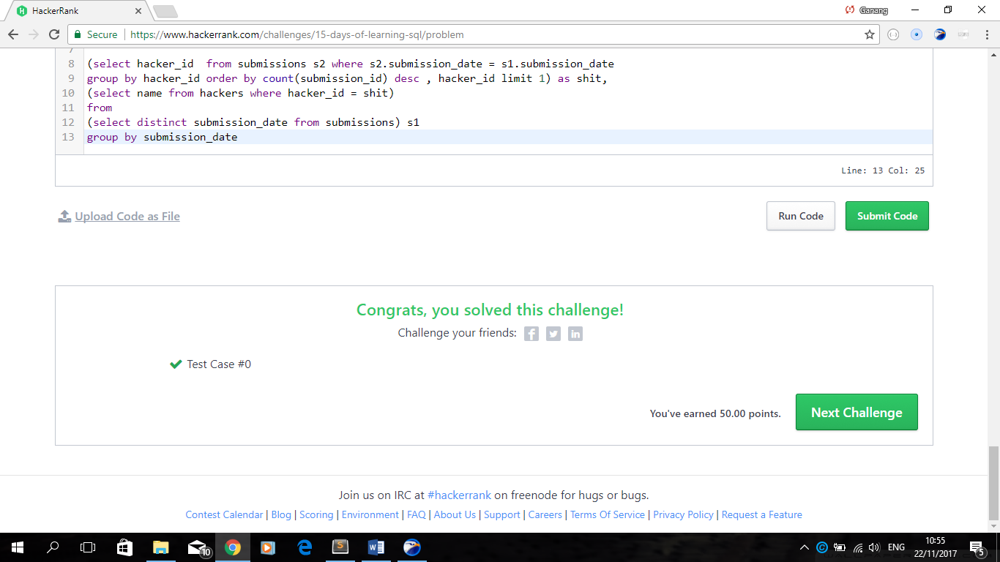 HackerRank
Ganang
Secure | https://www.hackerrank.com/challenges/15-days-of-learning-sql/problem
7
8 (select hacker_id  from submissions s2 where s2.submission_date = s1.submission_date
9 group by hacker_id order by count(submission_id) desc , hacker_id limit 1) as shit,
10 (select name from hackers where hacker_id = shit)
11 from
12 (select distinct submission_date from submissions) s1
13 group by submission_date
Line: 13 Col: 25
Upload Code as File
Run Code
Submit Code
Congrats, you solved this challenge!
Challenge your friends:
Test Case #0
You've earned 50.00 points.
Next Challenge
Join us on IRC at #hackerrank on freenode for hugs or bugs.
Contest Calendar | Blog | Scoring | Environment | FAQ | About Us | Support | Careers | Terms Of Service | Privacy Policy | Request a Feature
10
ENG
10:55
22/11/2017
5